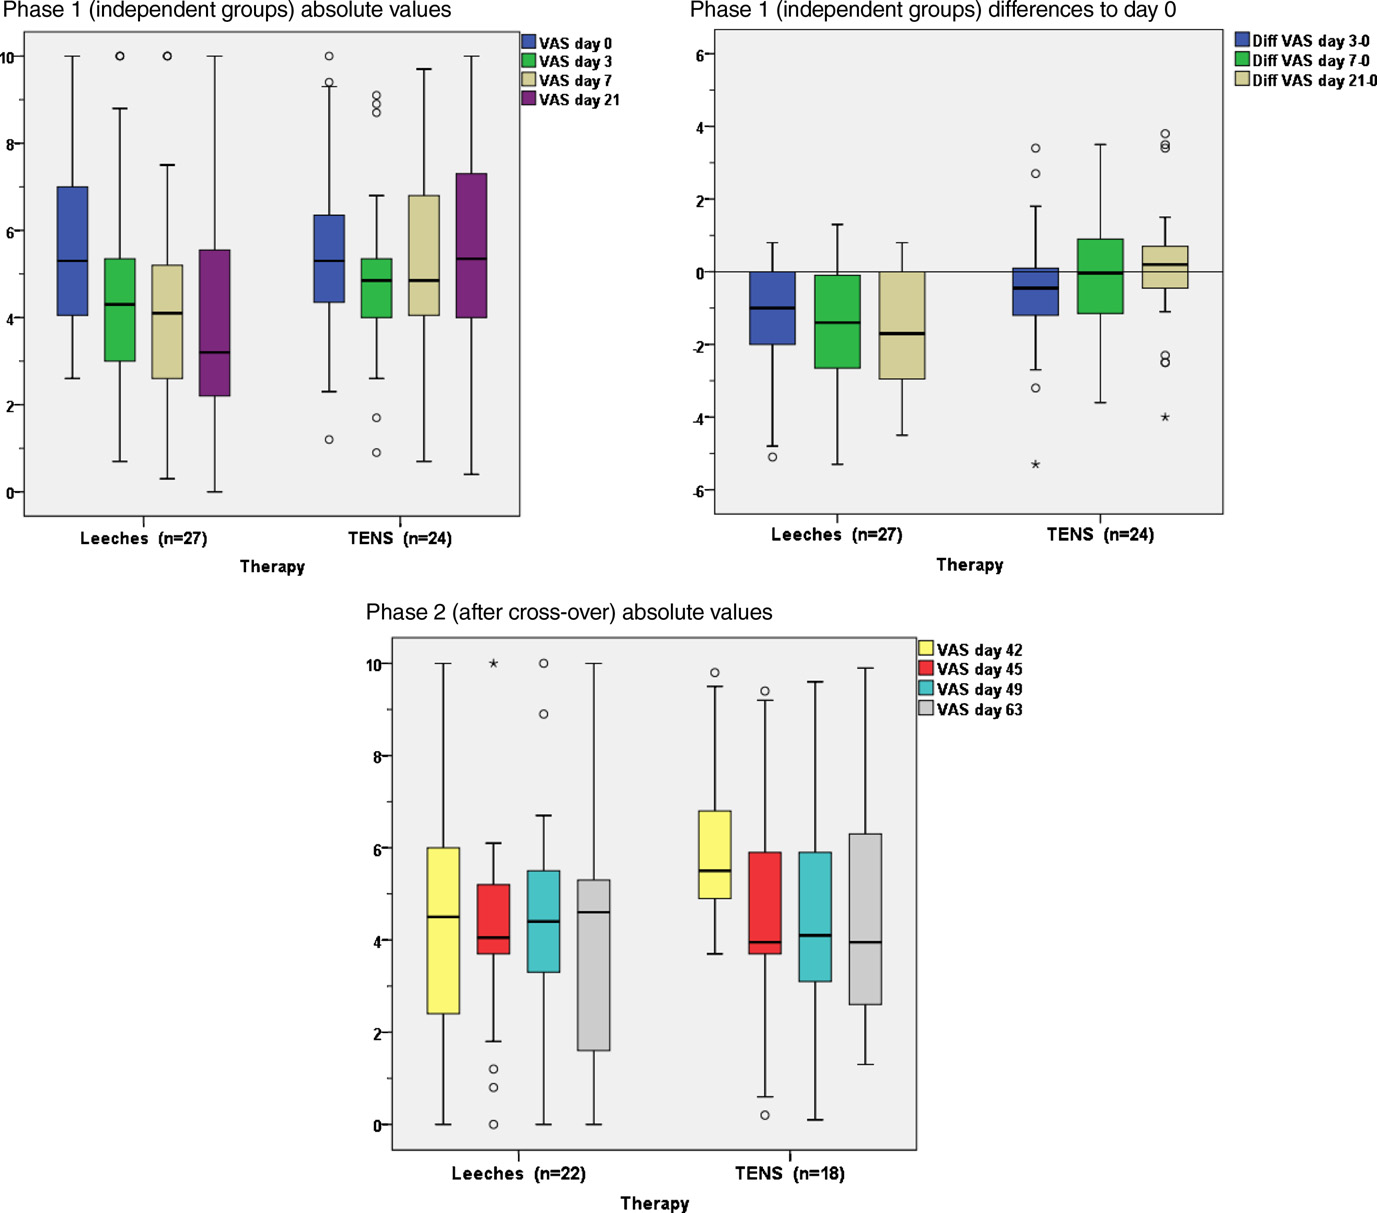 Phase 1 (independent groups) absolute values
VAS day 0
VAS day 3
VAS day 7
VAS day 21
10
8
6
4
2
0
Leeches (n=27)
TENS (n=24)
Therapy
Phase 1 (independent groups) differences to day 0
Diff VAS day 3-0
Diff VAS day 7-0
Diff VAS day 21-0
6
4
2
0
-2
-4
-6
Leeches (n=27)
TENS (n=24)
Therapy
Phase 2 (after cross-over) absolute values
VAS day 42
VAS day 45
VAS day 49
VAS day 63
10
8
6
4
2
0
Leeches (n=22)
TENS (n=18)
Therapy